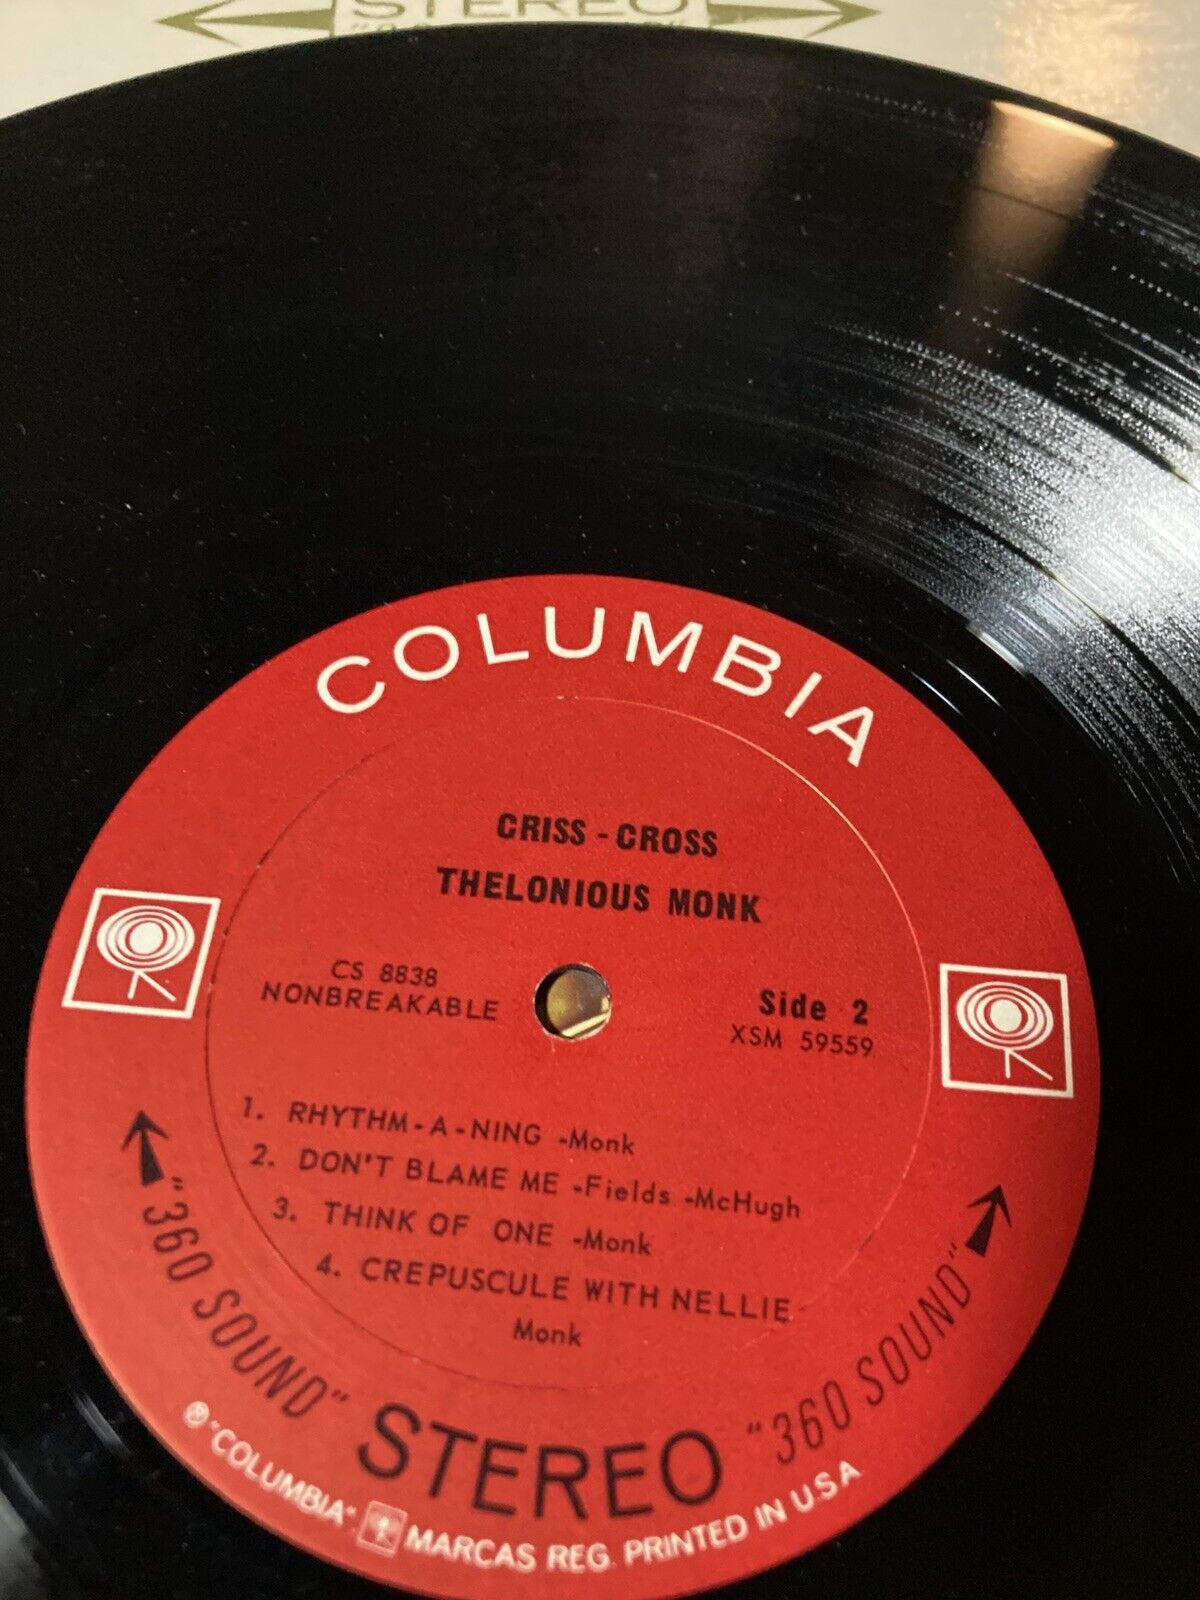 STEREO
COLUMBIA
CRISS - CROSS
THELONIOUS MONK
CS 8838
NONBREAKABLE
Side 2
XSM 59559
1. RHYTHM-A-NING -Monk
2. DON'T BLAME ME -Fields -McHugh
3. THINK OF ONE -Monk
4. CREPUSCULE WITH NELLIE
Monk
"360 SOUND" STEREO "360 SOUND"
® "COLUMBIA", MARCAS REG. PRINTED IN U.S.A